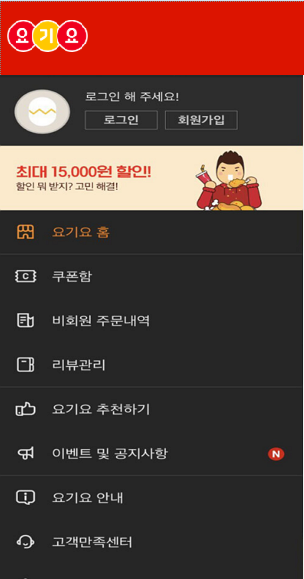 요기요
로그인 해 주세요!
로그인 회원가입
최대 15,000원 할인!
할인 뭐 받지? 고민 해결!
요기요 홈
C 쿠폰함
비회원 주문내역
리뷰관리
요기요 추천하기
이벤트 및 공지사항 N
요기요 안내
고객만족센터